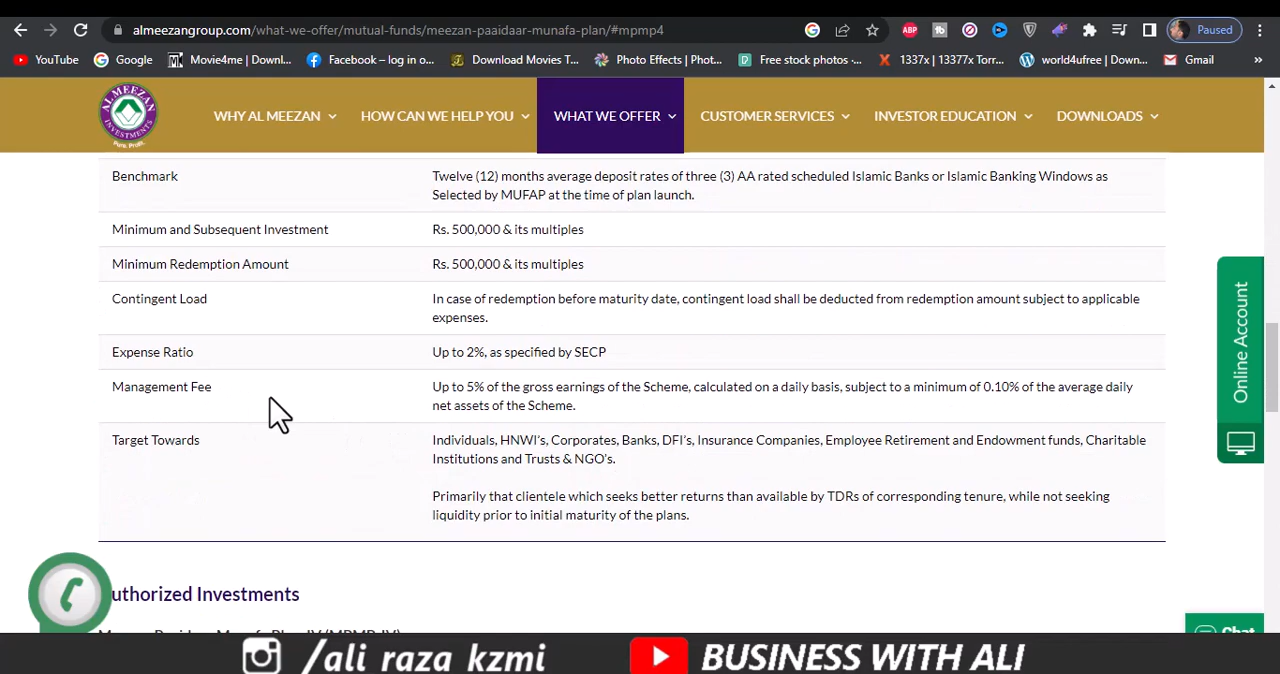 almeezangroup.com/what-we-offer/mutual-funds/meezan-paaidaar-munafa-plan/#mpmp4
ABP
Paused
YouTube
Google
Movie4me | Downl...
Facebook – log in o...
Download Movies T...
Photo Effects | Phot...
Free stock photos -...
1337x | 13377x Torr...
world4ufree | Down...
Gmail
»
AL MEEZAN
INVESTMENTS
WHY AL MEEZAN
HOW CAN WE HELP YOU
WHAT WE OFFER
CUSTOMER SERVICES
INVESTOR EDUCATION
DOWNLOADS
Benchmark
Twelve (12) months average deposit rates of three (3) AA rated scheduled Islamic Banks or Islamic Banking Windows as
Selected by MUFAP at the time of plan launch.
Minimum and Subsequent Investment
Rs. 500,000 & its multiples
Minimum Redemption Amount
Rs. 500,000 & its multiples
Contingent Load
In case of redemption before maturity date, contingent load shall be deducted from redemption amount subject to applicable
expenses.
Expense Ratio
Up to 2%, as specified by SECP
Management Fee
Up to 5% of the gross earnings of the Scheme, calculated on a daily basis, subject to a minimum of 0.10% of the average daily
net assets of the Scheme.
Target Towards
Individuals, HNWI's, Corporates, Banks, DFI's, Insurance Companies, Employee Retirement and Endowment funds, Charitable
Institutions and Trusts & NGO's.
Primarily that clientele which seeks better returns than available by TDRs of corresponding tenure, while not seeking
liquidity prior to initial maturity of the plans.
Online Account
uthorized Investments
Chat
/ali raza kzmi
BUSINESS WITH ALI